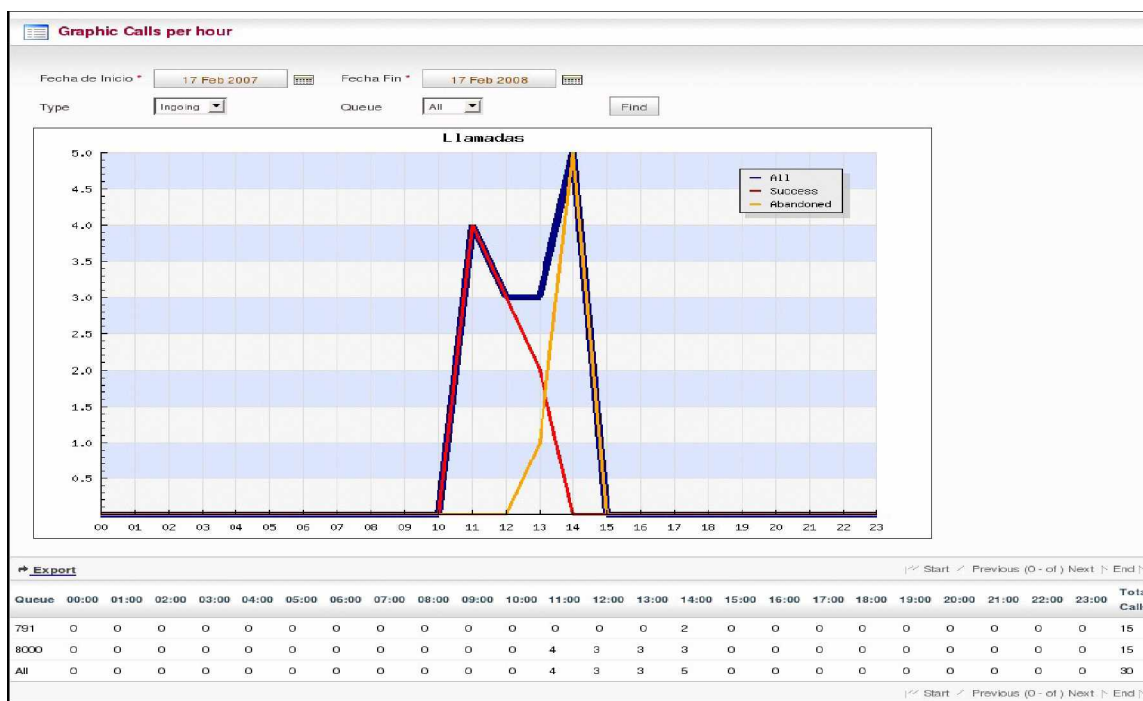 Graphic Calls per hour
Fecha de Inicio * 17 Feb 2007 Fecha Fin * 17 Feb 2008
Type Ingoing Queue All Find
Llamadas
All
Success
Abandoned
5.0
4.5
4.0
3.5
3.0
2.5
2.0
1.5
1.0
0.5
00 01 02 03 04 05 06 07 08 09 10 11 12 13 14 15 16 17 18 19 20 21 22 23
Export Start Previous (0 - of ) Next End
Queue 00:00 01:00 02:00 03:00 04:00 05:00 06:00 07:00 08:00 09:00 10:00 11:00 12:00 13:00 14:00 15:00 16:00 17:00 18:00 19:00 20:00 21:00 22:00 23:00 Tota
Call
791 0 0 0 0 0 0 0 0 0 0 0 0 0 0 2 0 0 0 0 0 0 0 0 0 15
8000 0 0 0 0 0 0 0 0 0 0 0 4 3 3 3 0 0 0 0 0 0 0 0 0 15
All 0 0 0 0 0 0 0 0 0 0 0 4 3 3 5 0 0 0 0 0 0 0 0 0 30
Start Previous (0 - of ) Next End